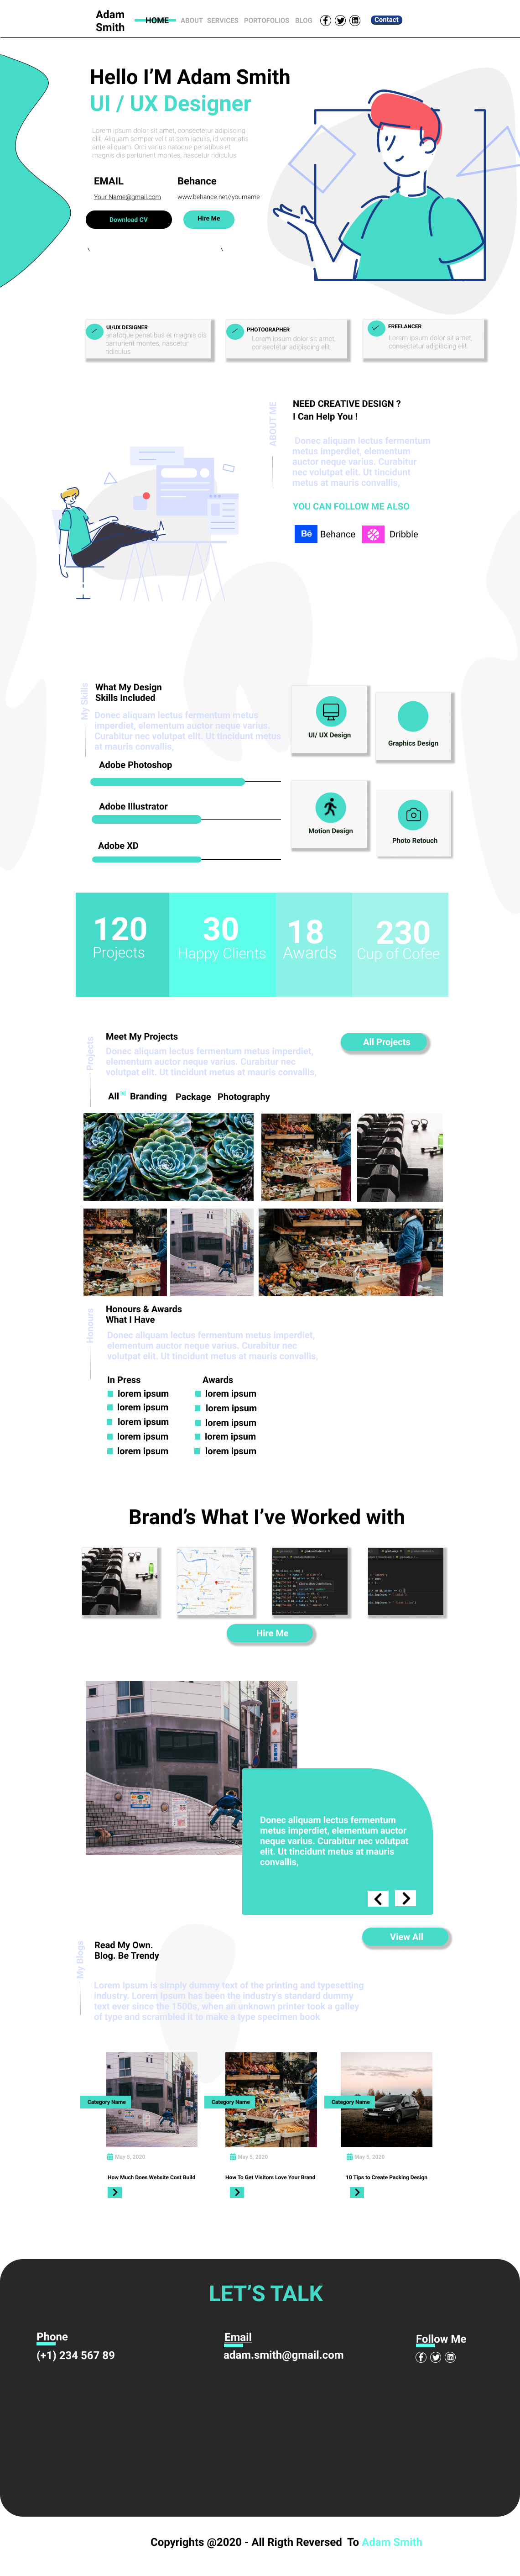 Adam
Smith
HOME ABOUT SERVICES PORTOFOLIOS BLOG Contact
Hello I'M Adam Smith
UI / UX Designer
Lorem ipsum dolor sit amet, consectetur adipiscing
elit. Aliquam semper velit at sem iaculis, id venenatis
ante aliquam. Orci varius natoque penatibus et
magnis dis parturient montes, nascetur ridiculus
EMAIL Behance
Your-Name@gmail.com www.behance.net//yourname
Download CV Hire Me
UI/UX DESIGNER
anatoque penatibus et magnis dis
parturient montes, nascetur
ridiculus
PHOTOGRAPHER
Lorem ipsum dolor sit amet,
consectetur adipiscing elit.
FREELANCER
Lorem ipsum dolor sit amet,
consectetur adipiscing elit.
ABOUT ME
NEED CREATIVE DESIGN ?
I Can Help You !
Donec aliquam lectus fermentum
metus imperdiet, elementum
auctor neque varius. Curabitur
nec volutpat elit. Ut tincidunt
metus at mauris convallis,
YOU CAN FOLLOW ME ALSO
Bē Behance Dribble
My Skills
What My Design
Skills Included
Donec aliquam lectus fermentum metus
imperdiet, elementum auctor neque varius.
Curabitur nec volutpat elit. Ut tincidunt metus
at mauris convallis,
Adobe Photoshop
Adobe Illustrator
Adobe XD
UI/ UX Design
Graphics Design
Motion Design
Photo Retouch
120 30 18 230
Projects Happy Clients Awards Cup of Cofee
Projects
Meet My Projects
Donec aliquam lectus fermentum metus imperdiet,
elementum auctor neque varius. Curabitur nec
volutpat elit. Ut tincidunt metus at mauris convallis,
All Projects
All Branding Package Photography
Honours
Honours & Awards
What I Have
Donec aliquam lectus fermentum metus imperdiet,
elementum auctor neque varius. Curabitur nec
volutpat elit. Ut tincidunt metus at mauris convallis,
In Press Awards
lorem ipsum lorem ipsum
lorem ipsum lorem ipsum
lorem ipsum lorem ipsum
lorem ipsum lorem ipsum
lorem ipsum lorem ipsum
Brand's What I've Worked with
Hire Me
Donec aliquam lectus fermentum
metus imperdiet, elementum auctor
neque varius. Curabitur nec volutpat
elit. Ut tincidunt metus at mauris
convallis,
View All
My Blogs
Read My Own.
Blog. Be Trendy
Lorem Ipsum is simply dummy text of the printing and typesetting
industry. Lorem Ipsum has been the industry's standard dummy
text ever since the 1500s, when an unknown printer took a galley
of type and scrambled it to make a type specimen book
Category Name Category Name Category Name
May 5, 2020 May 5, 2020 May 5, 2020
How Much Does Website Cost Build How To Get Visitors Love Your Brand 10 Tips to Create Packing Design
LET'S TALK
Phone Email Follow Me
(+1) 234 567 89 adam.smith@gmail.com
Copyrights @2020 - All Rigth Reversed To Adam Smith